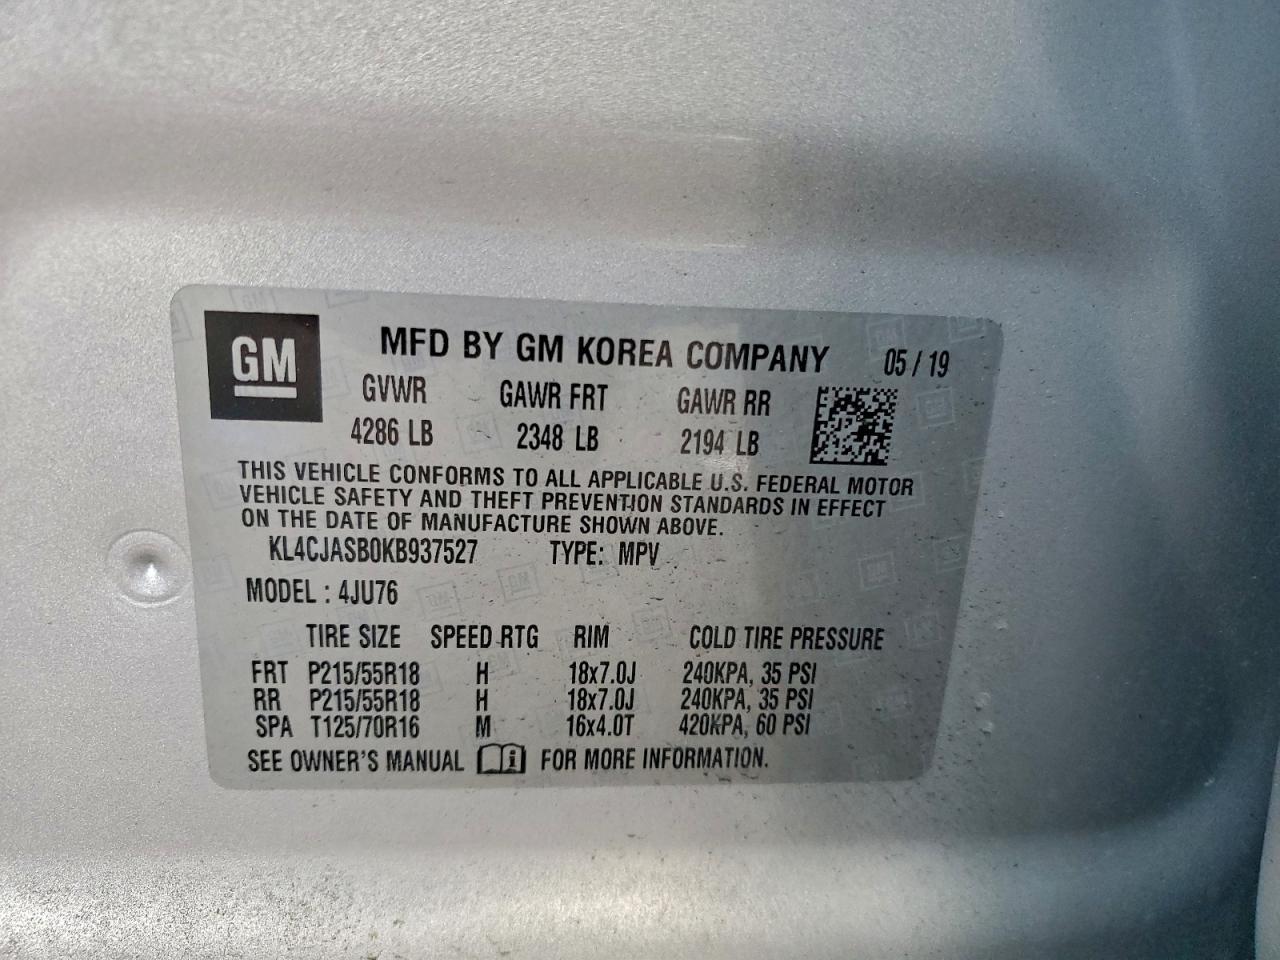 GM
MFD BY GM KOREA COMPANY 05 / 19
GVWR GAWR FRT GAWR RR
4286 LB 2348 LB 2194 LB
THIS VEHICLE CONFORMS TO ALL APPLICABLE U.S. FEDERAL MOTOR
VEHICLE SAFETY AND THEFT PREVENTION STANDARDS IN EFFECT
ON THE DATE OF MANUFACTURE SHOWN ABOVE.
KL4CJASB0KB937527 TYPE: MPV
MODEL : 4JU76
TIRE SIZE SPEED RTG RIM COLD TIRE PRESSURE
FRT P215/55R18 H 18x7.0J 240KPA, 35 PSI
RR P215/55R18 H 18x7.0J 240KPA, 35 PSI
SPA T125/70R16 M 16x4.0T 420KPA, 60 PSI
SEE OWNER'S MANUAL i FOR MORE INFORMATION.